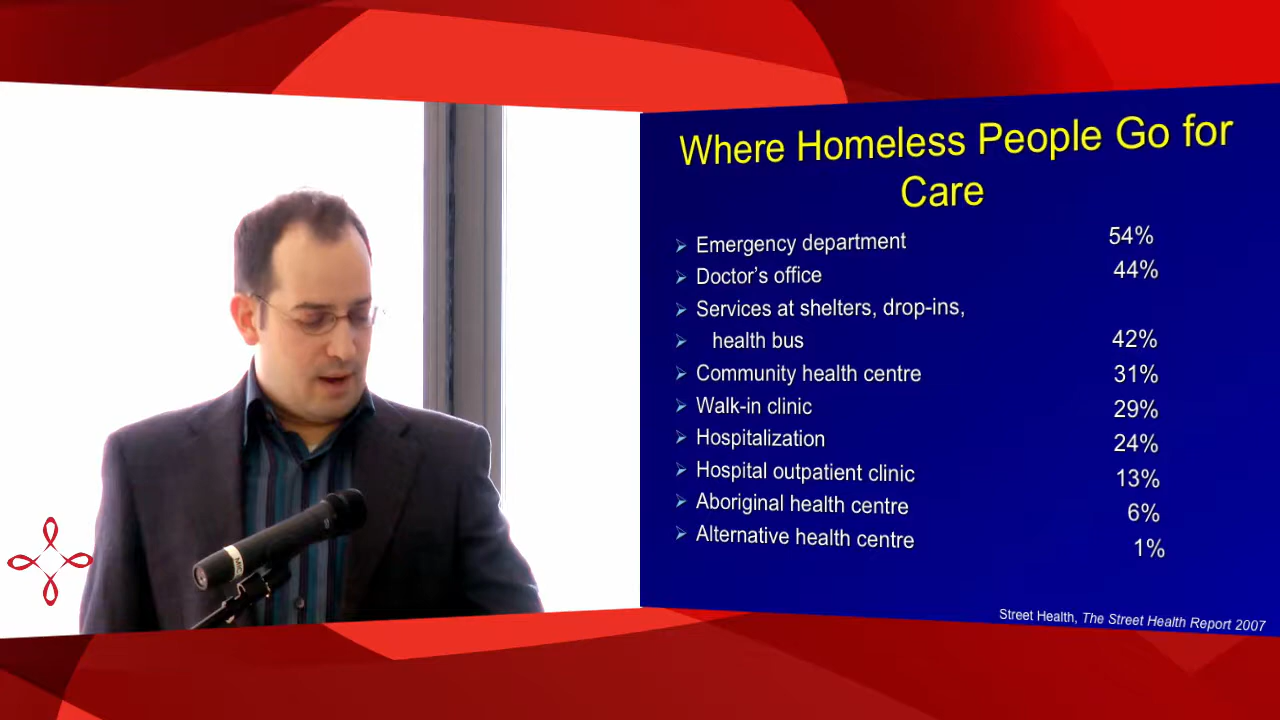 Where Homeless People Go for
Care
Emergency department 54%
Doctor's office 44%
Services at shelters, drop-ins,
health bus 42%
Community health centre 31%
Walk-in clinic 29%
Hospitalization 24%
Hospital outpatient clinic 13%
Aboriginal health centre 6%
Alternative health centre 1%
Street Health, The Street Health Report 2007